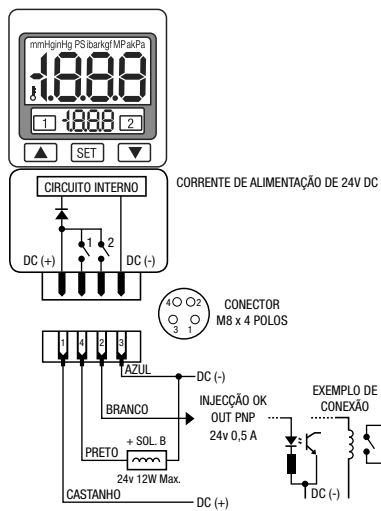 mmHginHg PSibarkgf MPakPa
-1.8.8.8
1 -1.8.8.8 2
SET
CIRCUITO INTERNO
CORRENTE DE ALIMENTAÇÃO DE 24V DC
1 2
DC (+) DC (-)
4 2
3 1
CONECTOR
M8 x 4 POLOS
1 4 2 3
AZUL
DC (-)
BRANCO
INJECÇÃO OK
OUT PNP
24v 0,5 A
EXEMPLO DE
CONEXÃO
PRETO
+ SOL. B
24v 12W Max.
DC (-)
CASTANHO
DC (+)